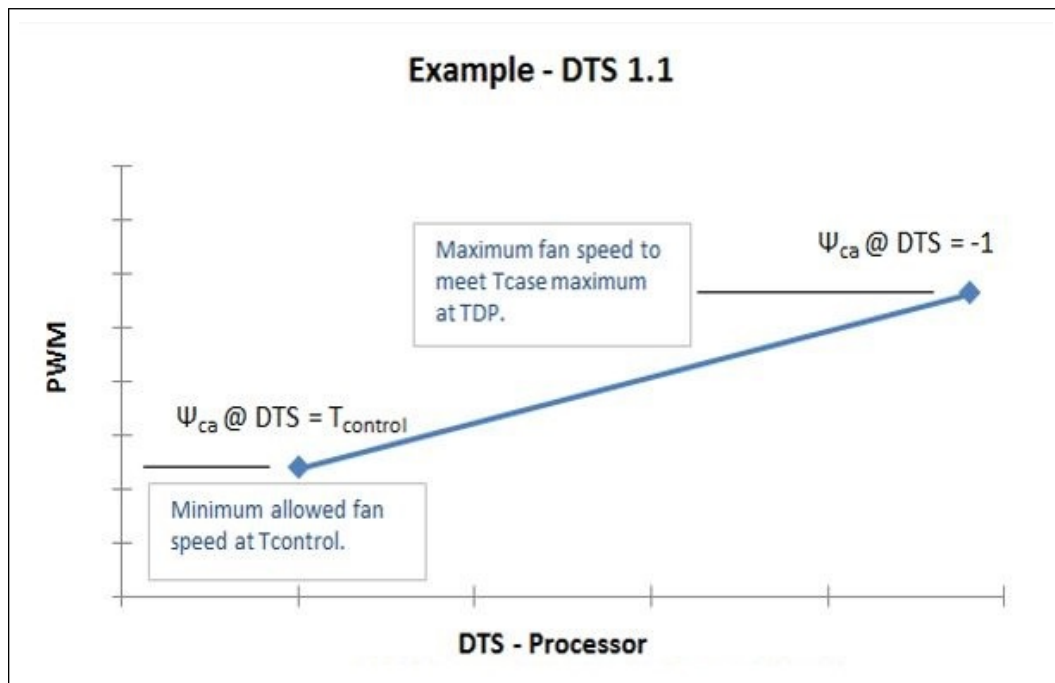 Example - DTS 1.1
Ψca @ DTS = -1
Maximum fan speed to
meet Tcase maximum
at TDP.
PWM
Ψca @ DTS = Tcontrol
Minimum allowed fan
speed at Tcontrol.
DTS - Processor